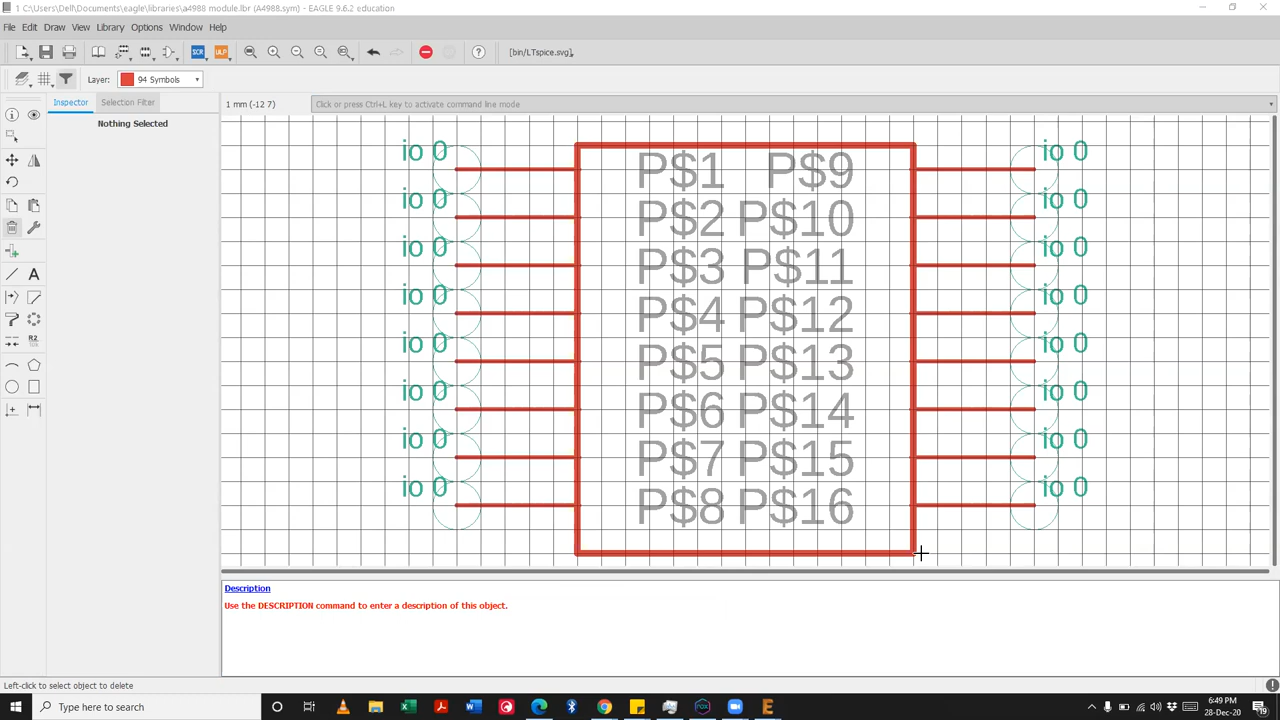 1 C:\Users\Dell\Documents\eagle\libraries\a4988 module.lbr (A4988.sym) - EAGLE 9.6.2 education
File Edit Draw View Library Options Window Help
SCR ULP [bin/LTspice.svg]
Layer: 94 Symbols
Inspector Selection Filter 1 mm (-12 7) Click or press Ctrl+L key to activate command line mode
Nothing Selected
io 0 P$1 P$9 io 0
io 0 P$2 P$10 io 0
io 0 P$3 P$11 io 0
io 0 P$4 P$12 io 0
io 0 P$5 P$13 io 0
io 0 P$6 P$14 io 0
io 0 P$7 P$15 io 0
io 0 P$8 P$16 io 0
A
R2
Description
Use the DESCRIPTION command to enter a description of this object.
Left-click to select object to delete
Type here to search
6:49 PM
28-Dec-20